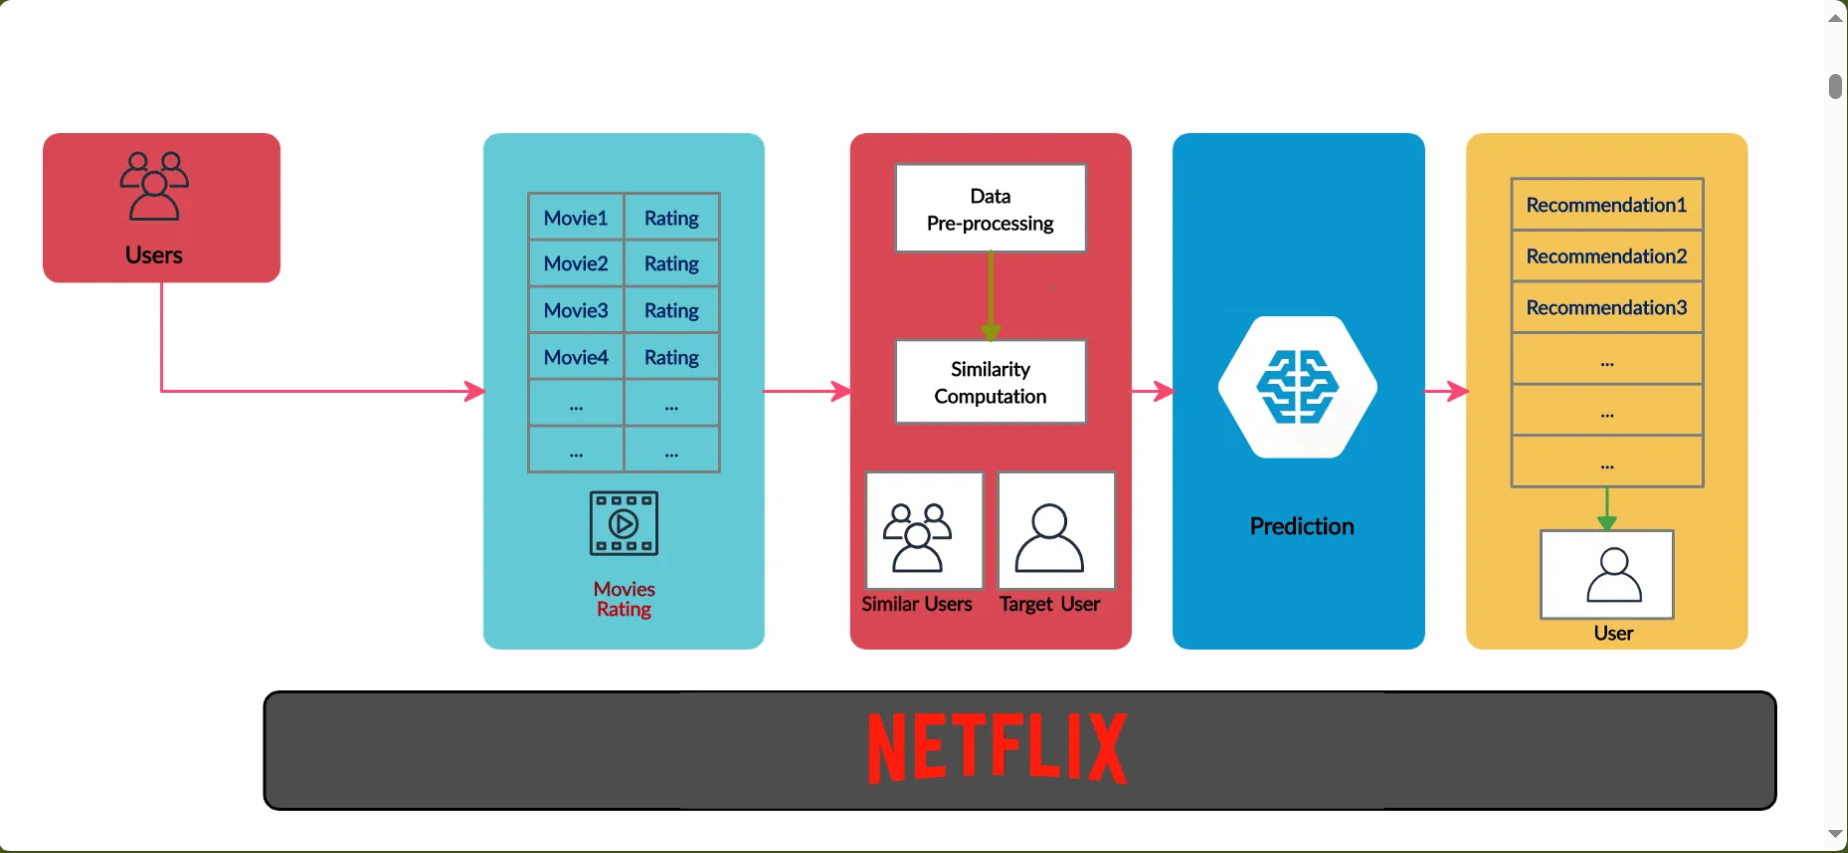 Users
Movie1 Rating
Movie2 Rating
Movie3 Rating
Movie4 Rating
... ...
... ...
Movies
Rating
Data
Pre-processing
Similarity
Computation
Similar Users
Target User
Prediction
Recommendation1
Recommendation2
Recommendation3
...
...
...
User
NETFLIX